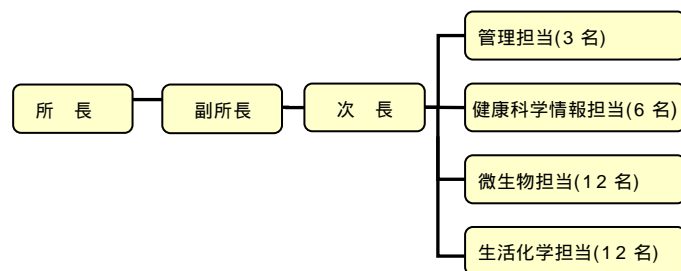 所　長
副所長
次　長
管理担当(3 名)
健康科学情報担当(6 名)
微生物担当(12 名)
生活化学担当(12 名)